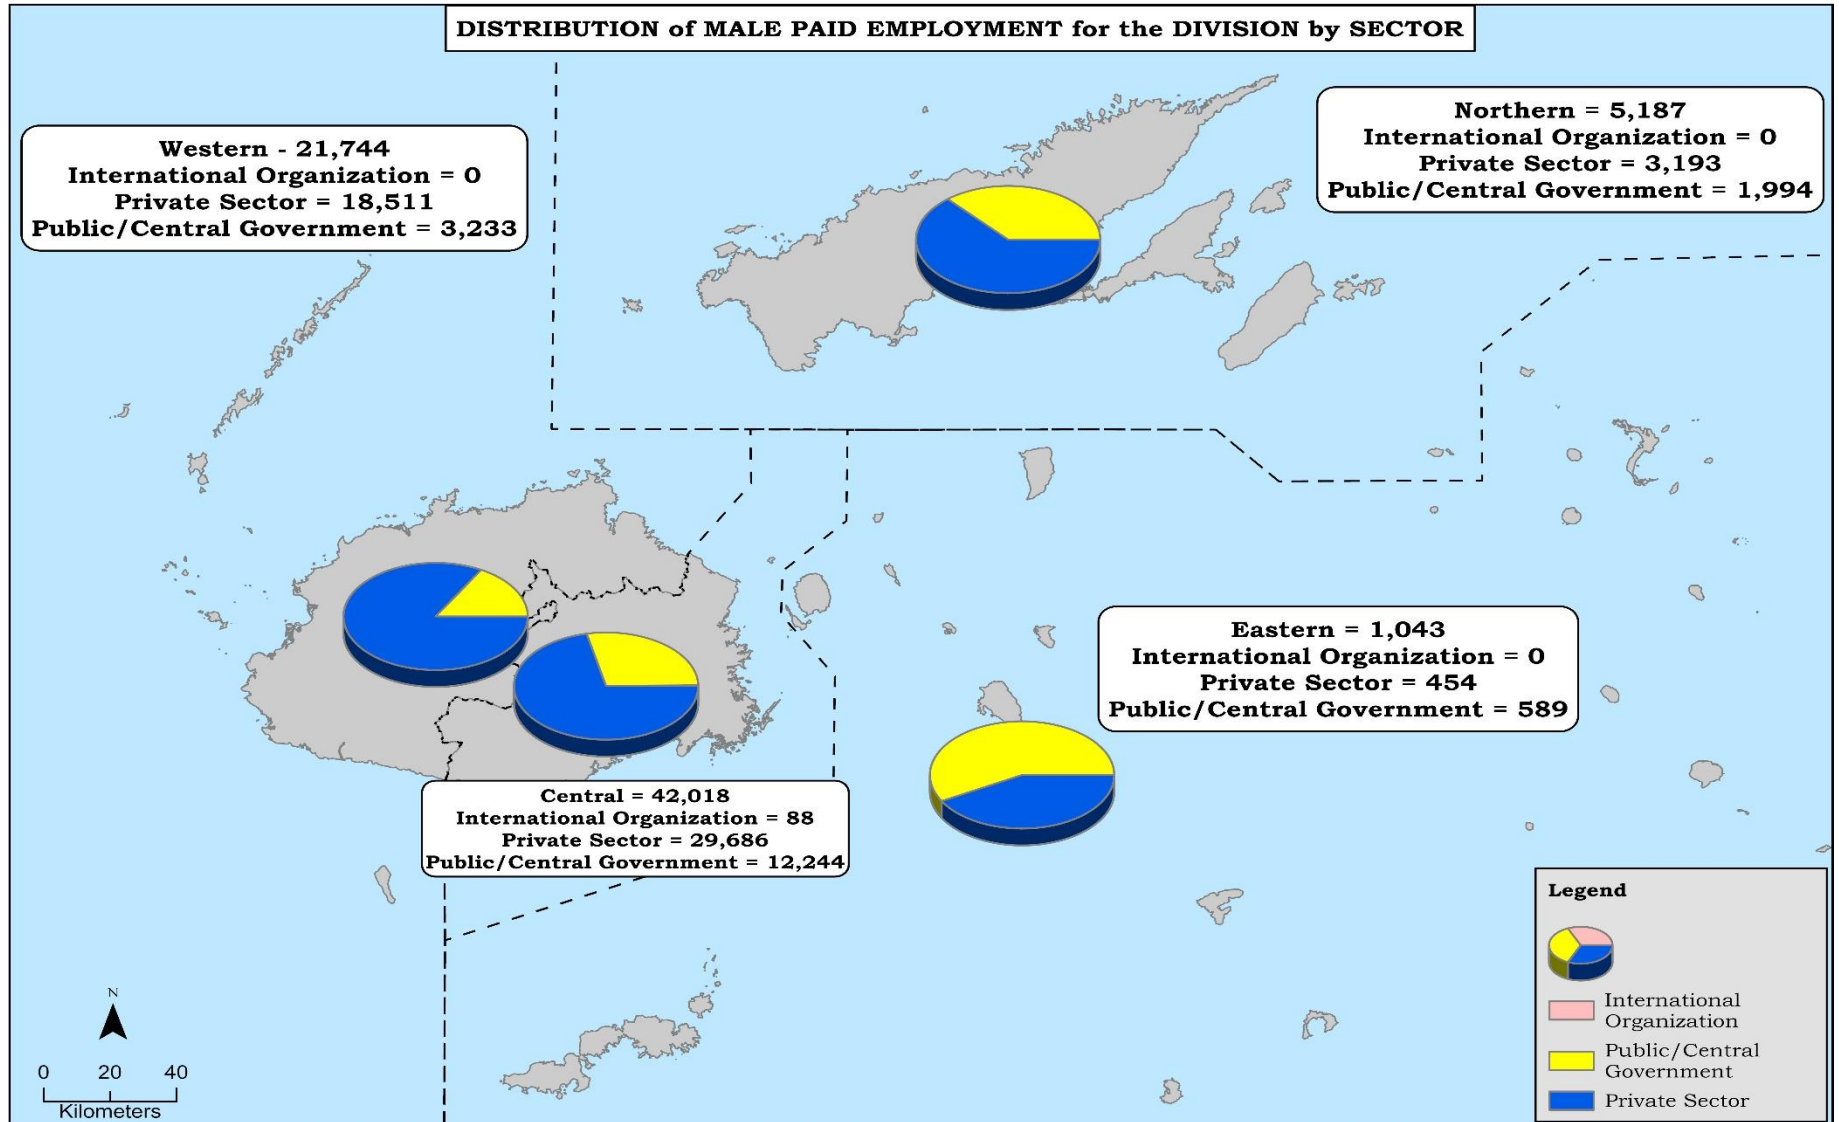 DISTRIBUTION of MALE PAID EMPLOYMENT for the DIVISION by SECTOR
Western - 21,744
International Organization = 0
Private Sector = 18,511
Public/Central Government = 3,233
Northern = 5,187
International Organization = 0
Private Sector = 3,193
Public/Central Government = 1,994
Eastern = 1,043
International Organization = 0
Private Sector = 454
Public/Central Government = 589
Central = 42,018
International Organization = 88
Private Sector = 29,686
Public/Central Government = 12,244
Legend
International
Organization
Public/Central
Government
Private Sector
N
0 20 40
Kilometers